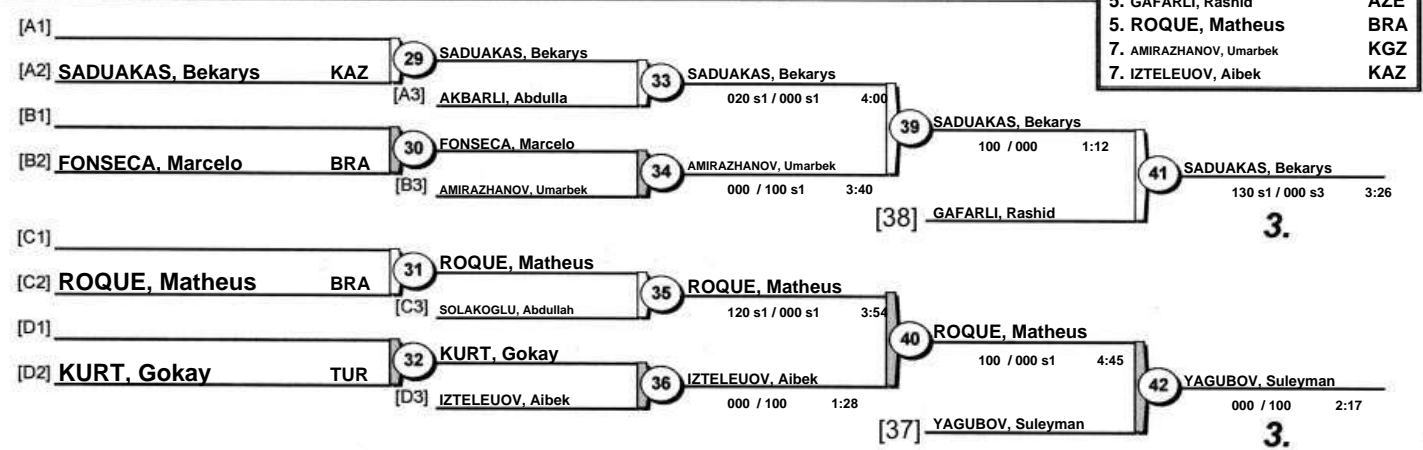 5. GAFARLI, Rashid AZE
5. ROQUE, Matheus BRA
7. AMIRAZHANOV, Umarbek KGZ
7. IZTELEUOV, Aibek KAZ
[A1]
[A2] SADUAKAS, Bekarys KAZ
29
SADUAKAS, Bekarys
[A3] AKBARLI, Abdulla
33
SADUAKAS, Bekarys
020 s1 / 000 s1 4:00
[B1]
[B2] FONSECA, Marcelo BRA
30
FONSECA, Marcelo
[B3] AMIRAZHANOV, Umarbek
34
AMIRAZHANOV, Umarbek
000 / 100 s1 3:40
39
SADUAKAS, Bekarys
100 / 000 1:12
[38] GAFARLI, Rashid
41
SADUAKAS, Bekarys
130 s1 / 000 s3 3:26
3.
[C1]
[C2] ROQUE, Matheus BRA
31
ROQUE, Matheus
[C3] SOLAKOGLU, Abdullah
35
ROQUE, Matheus
120 s1 / 000 s1 3:54
[D1]
[D2] KURT, Gokay TUR
32
KURT, Gokay
[D3] IZTELEUOV, Aibek
36
IZTELEUOV, Aibek
000 / 100 1:28
40
ROQUE, Matheus
100 / 000 s1 4:45
[37] YAGUBOV, Suleyman
42
YAGUBOV, Suleyman
000 / 100 2:17
3.